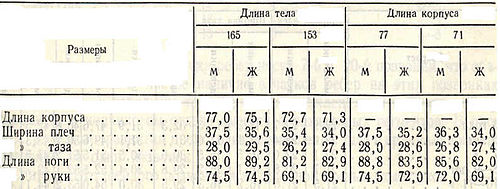 Размеры Длина тела Длина корпуса
165 153 77 71
М Ж М Ж М Ж М Ж
Длина корпуса . . . . . . . . . 77,0 75,1 72,7 71,3 — — — —
Ширина плеч . . . . . . . . . 37,5 35,6 35,4 34,0 37,5 35,2 36,3 34,0
» таза . . . . . . . . . 28,0 29,5 26,2 27,4 28,0 28,6 26,8 27,4
Длина ноги . . . . . . . . . 88,0 89,2 81,2 82,9 88,8 83,5 85,6 82,0
» руки . . . . . . . . . 74,5 74,5 69,1 69,1 74,5 72,0 72,0 69,1